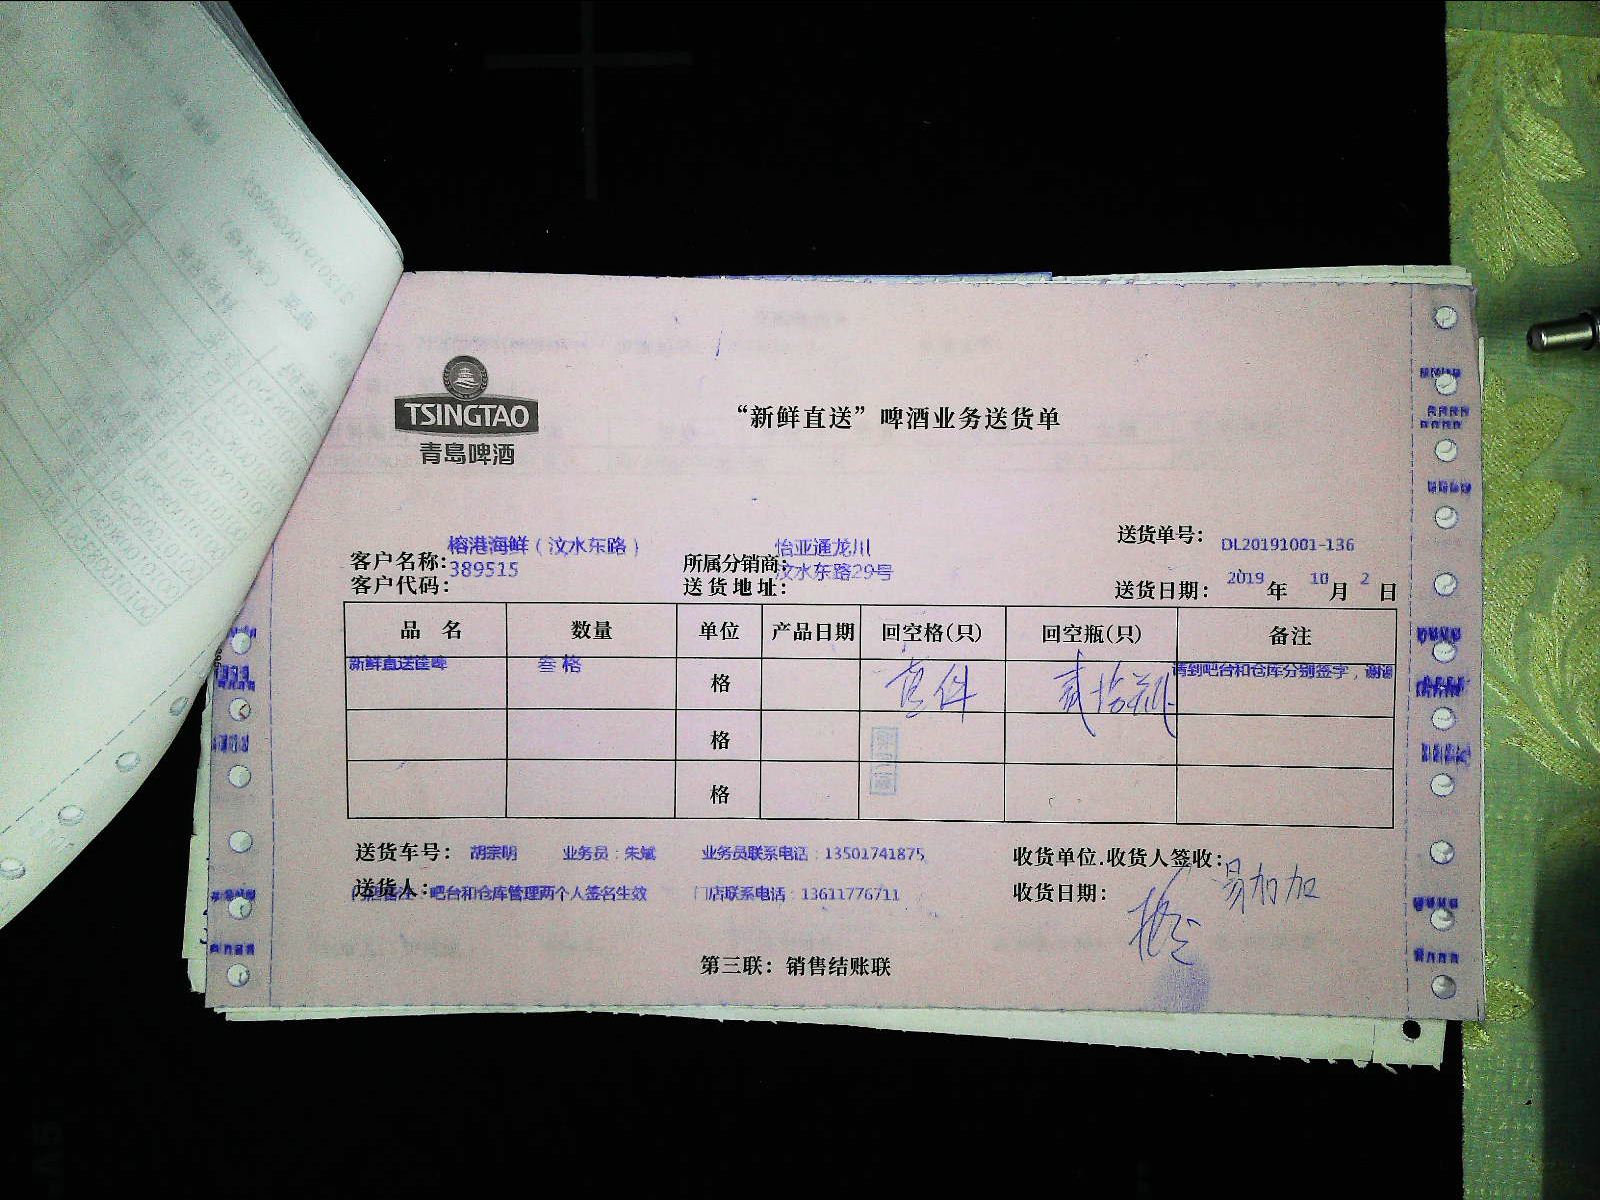 TSINGTAO
青岛啤酒
“新鲜直送”啤酒业务送货单
客户名称: 榕港海鲜(汶水东路)
所属分销商: 怡亚通龙川
送货单号: DL20191001-136
客户代码: 389515
送货地址: 汶水东路29号
送货日期: 2019 年 10 月 2 日
品 名 数量 单位 产品日期 回空格(只) 回空瓶(只) 备注
新鲜直送筐啤 叁格 格 壹件 贰拾 请到吧台和仓库分别签字,谢谢
格
格
送货车号: 胡宗明 业务员:朱斌 业务员联系电话:13501741875
收货单位.收货人签收: 易加加
送货人: 门店备注:吧台和仓库管理两个人签名生效 门店联系电话:13611776711
收货日期:
第三联: 销售结账联